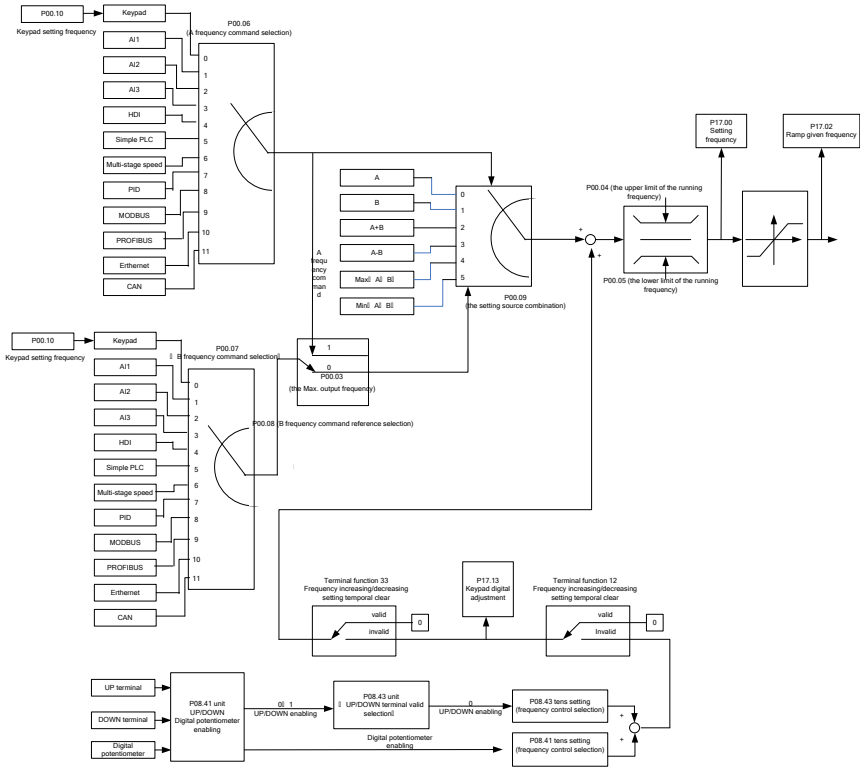 P00.10
Keypad setting frequency
Keypad
AI1
AI2
AI3
HDI
Simple PLC
Multi-stage speed
PID
MODBUS
PROFIBUS
Erthernet
CAN
P00.06
(A frequency command selection)
0
1
2
3
4
5
6
7
8
9
10
11
A
frequ
ency
com
man
d
A
B
A+B
A-B
Max A B
Min A B
0
1
2
3
4
5
P00.09
(the setting source combination)
+
+
P00.04 (the upper limit of the running
frequency)
P00.05 (the lower limit of the running
frequency)
P17.00
Setting
frequency
P17.02
Ramp given frequency
P00.10
Keypad setting frequency
Keypad
AI1
AI2
AI3
HDI
Simple PLC
Multi-stage speed
PID
MODBUS
PROFIBUS
Erthernet
CAN
P00.07
B frequency command selection
0
1
2
3
4
5
6
7
8
9
10
11
1
0
P00.03
(the Max. output frequency)
P00.08 (B frequency command reference selection)
Terminal function 33
Frequency increasing/decreasing
setting temporal clear
valid
invalid
0
P17.13
Keypad digital
adjustment
Terminal function 12
Frequency increasing/decreasing
setting temporal clear
valid
Invalid
0
UP terminal
DOWN terminal
Digital
potentiometer
P08.41 unit
UP/DOWN
Digital potentiometer
enabling
0 1
UP/DOWN enabling
P08.43 unit
UP/DOWN terminal valid
selection
0
UP/DOWN enabling
Digital potentiometer
enabling
P08.43 tens setting
(frequency control selection)
P08.41 tens setting
(frequency control selection)
+
+